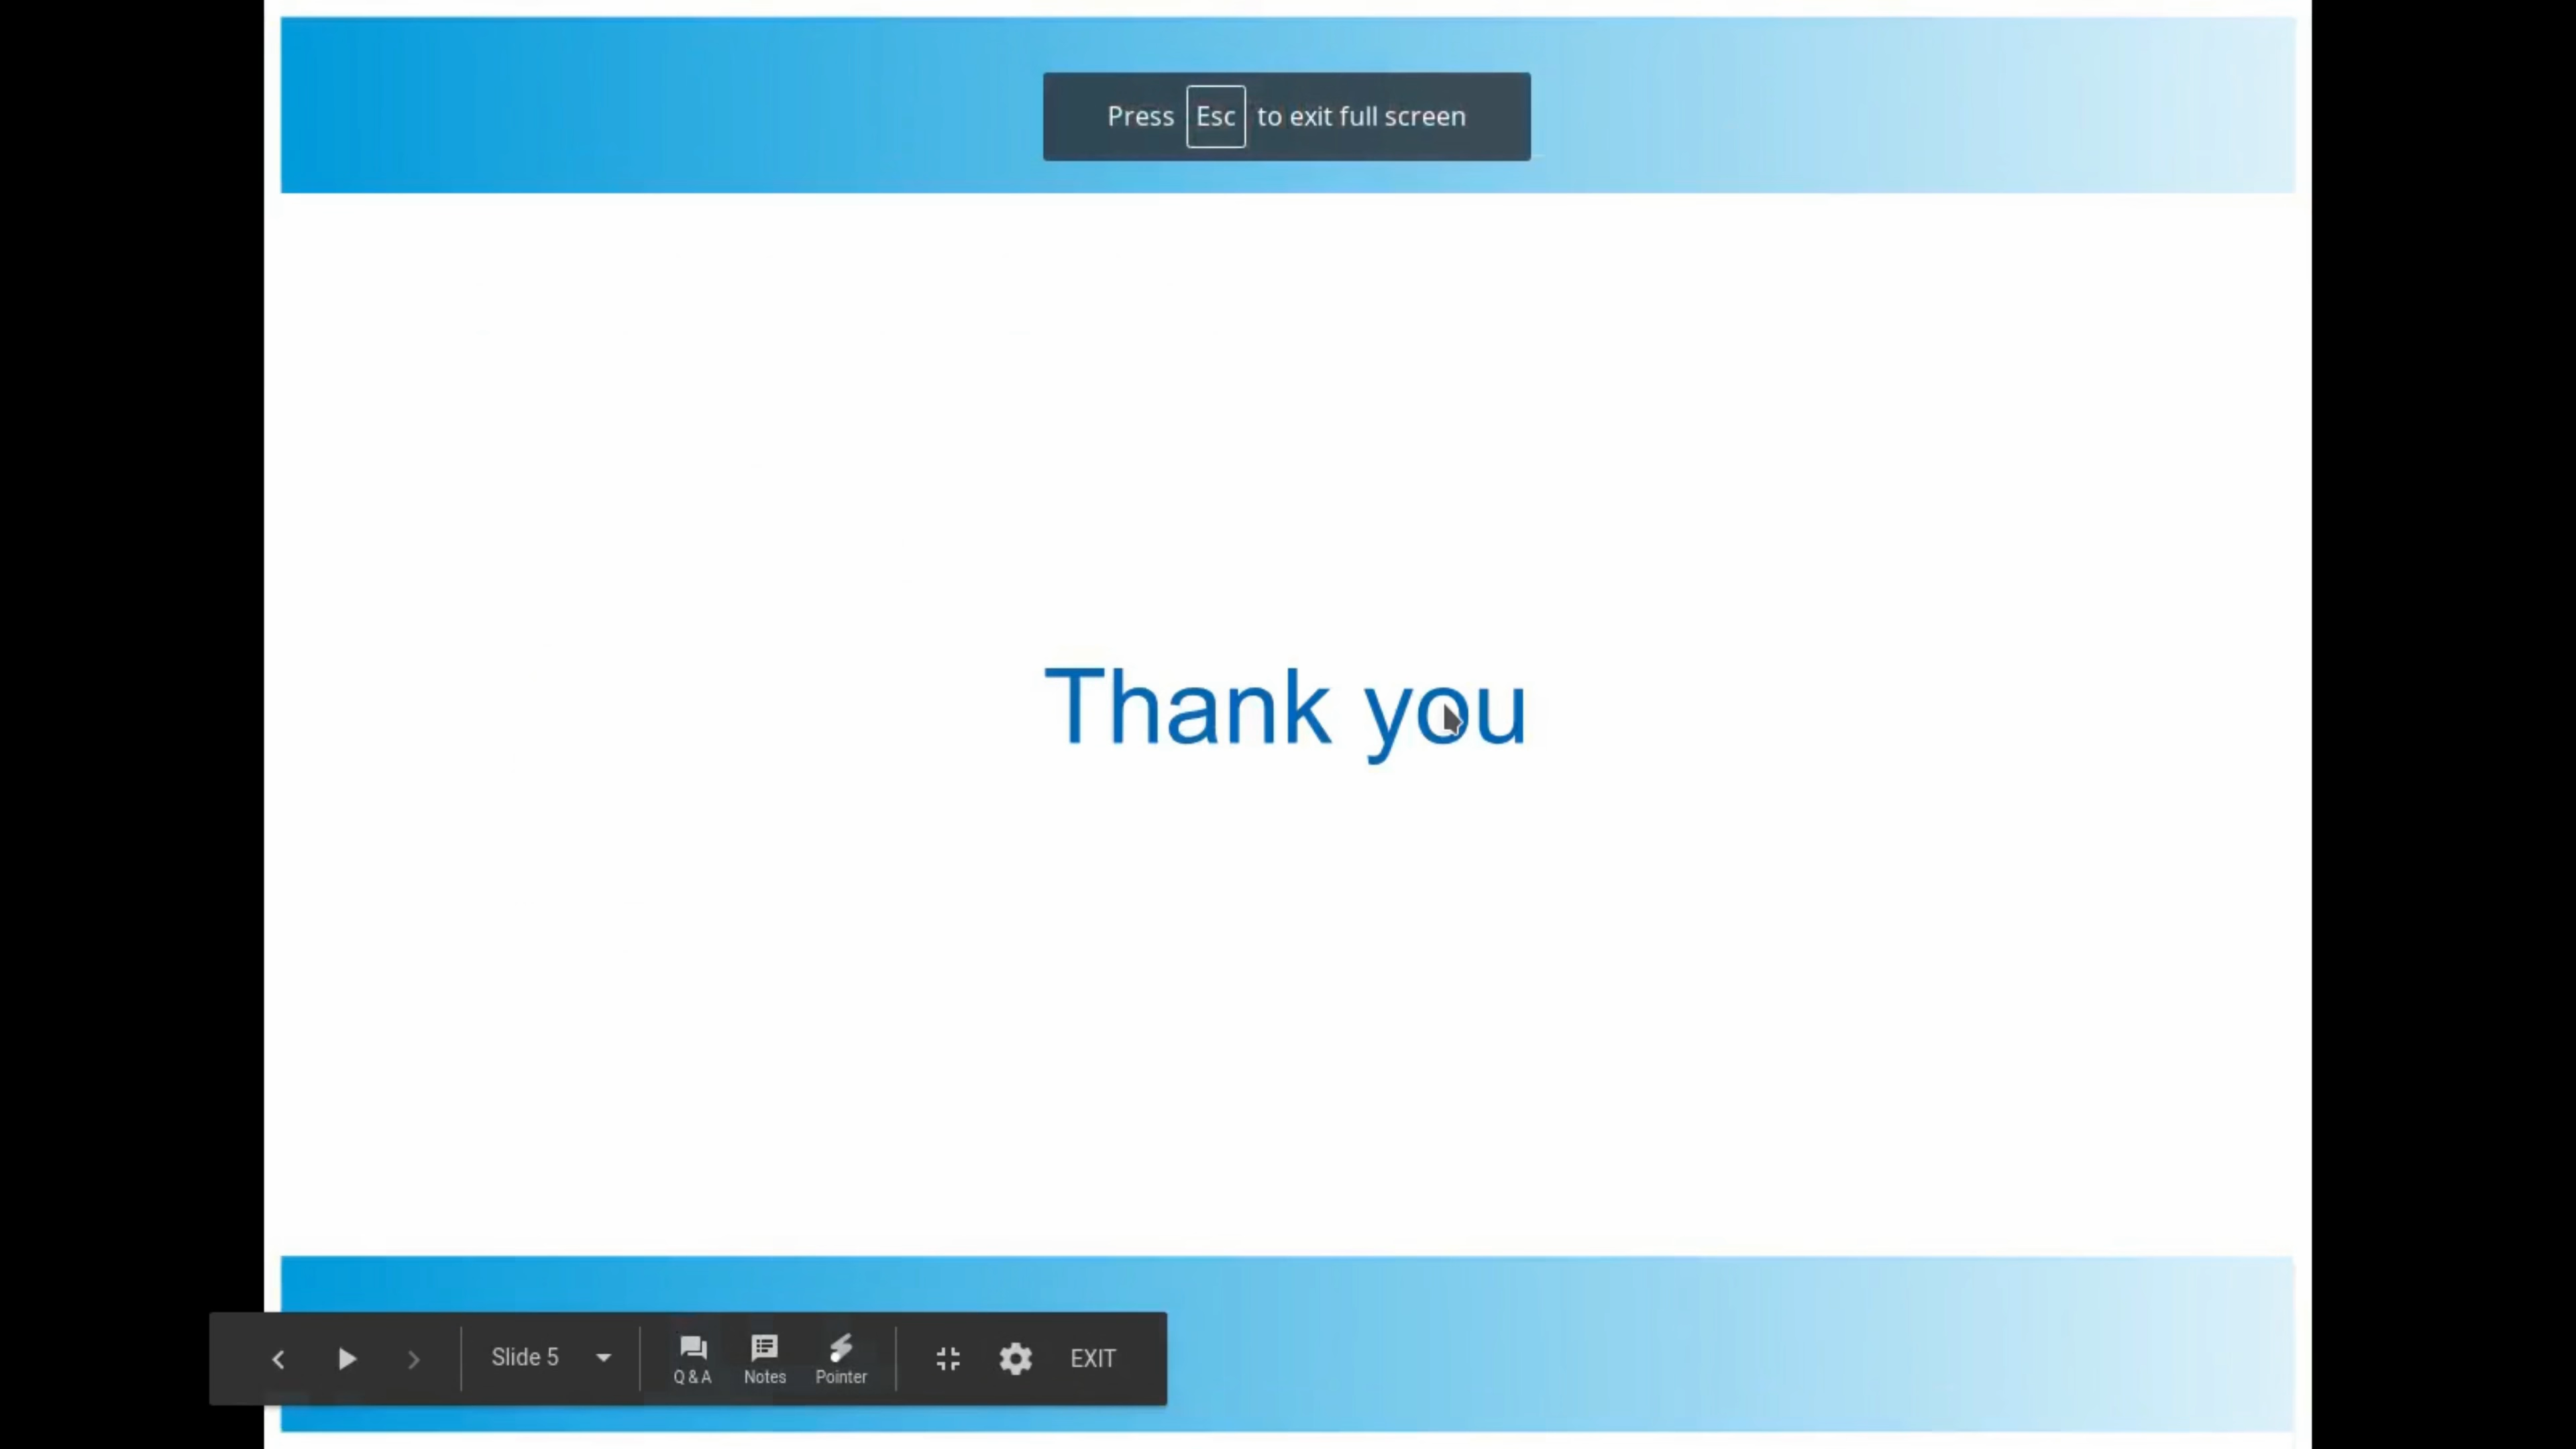 Press Esc to exit full screen
Thank you
Slide 5
Q & A Notes Pointer
EXIT